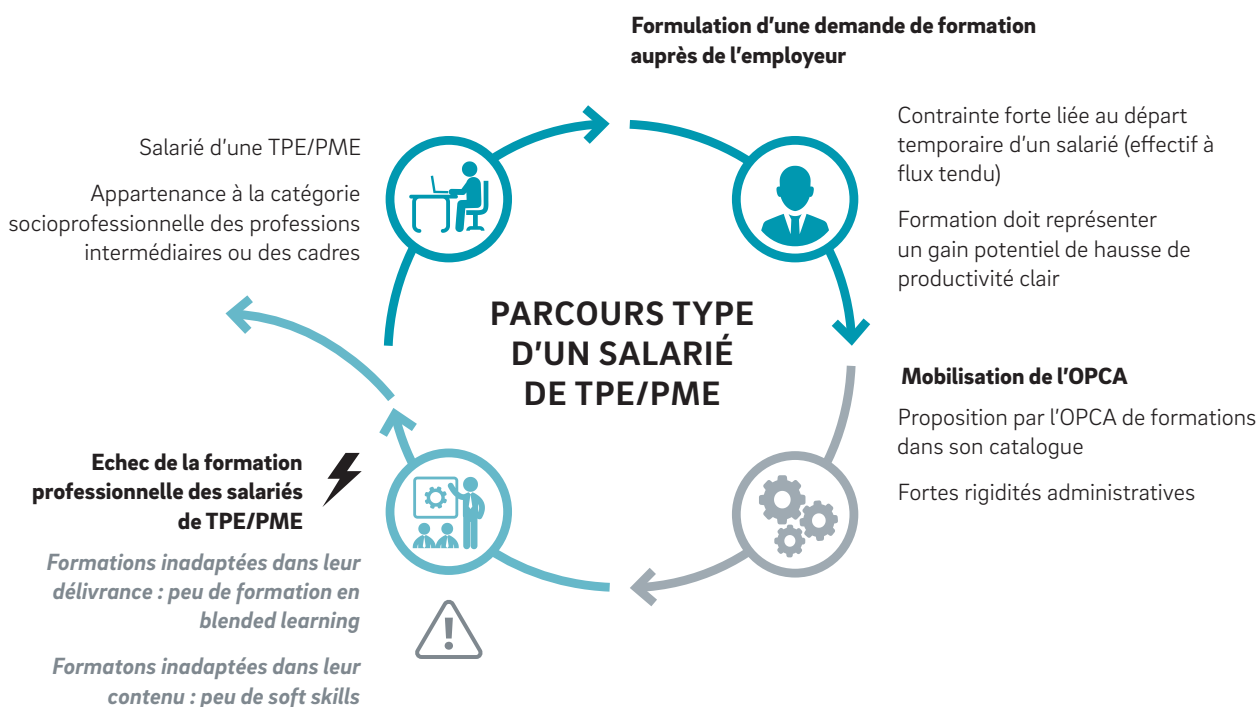 Formulation d'une demande de formation
auprès de l'employeur
Salarié d'une TPE/PME
Appartenance à la catégorie
socioprofessionnelle des professions
intermédiaires ou des cadres
Contrainte forte liée au départ
temporaire d'un salarié (effectif à
flux tendu)
Formation doit représenter
un gain potentiel de hausse de
productivité clair
PARCOURS TYPE
D'UN SALARIÉ
DE TPE/PME
Mobilisation de l'OPCA
Proposition par l'OPCA de formations
dans son catalogue
Fortes rigidités administratives
Echec de la formation
professionnelle des salariés
de TPE/PME
Formations inadaptées dans leur
délivrance : peu de formation en
blended learning
Formatons inadaptées dans leur
contenu : peu de soft skills